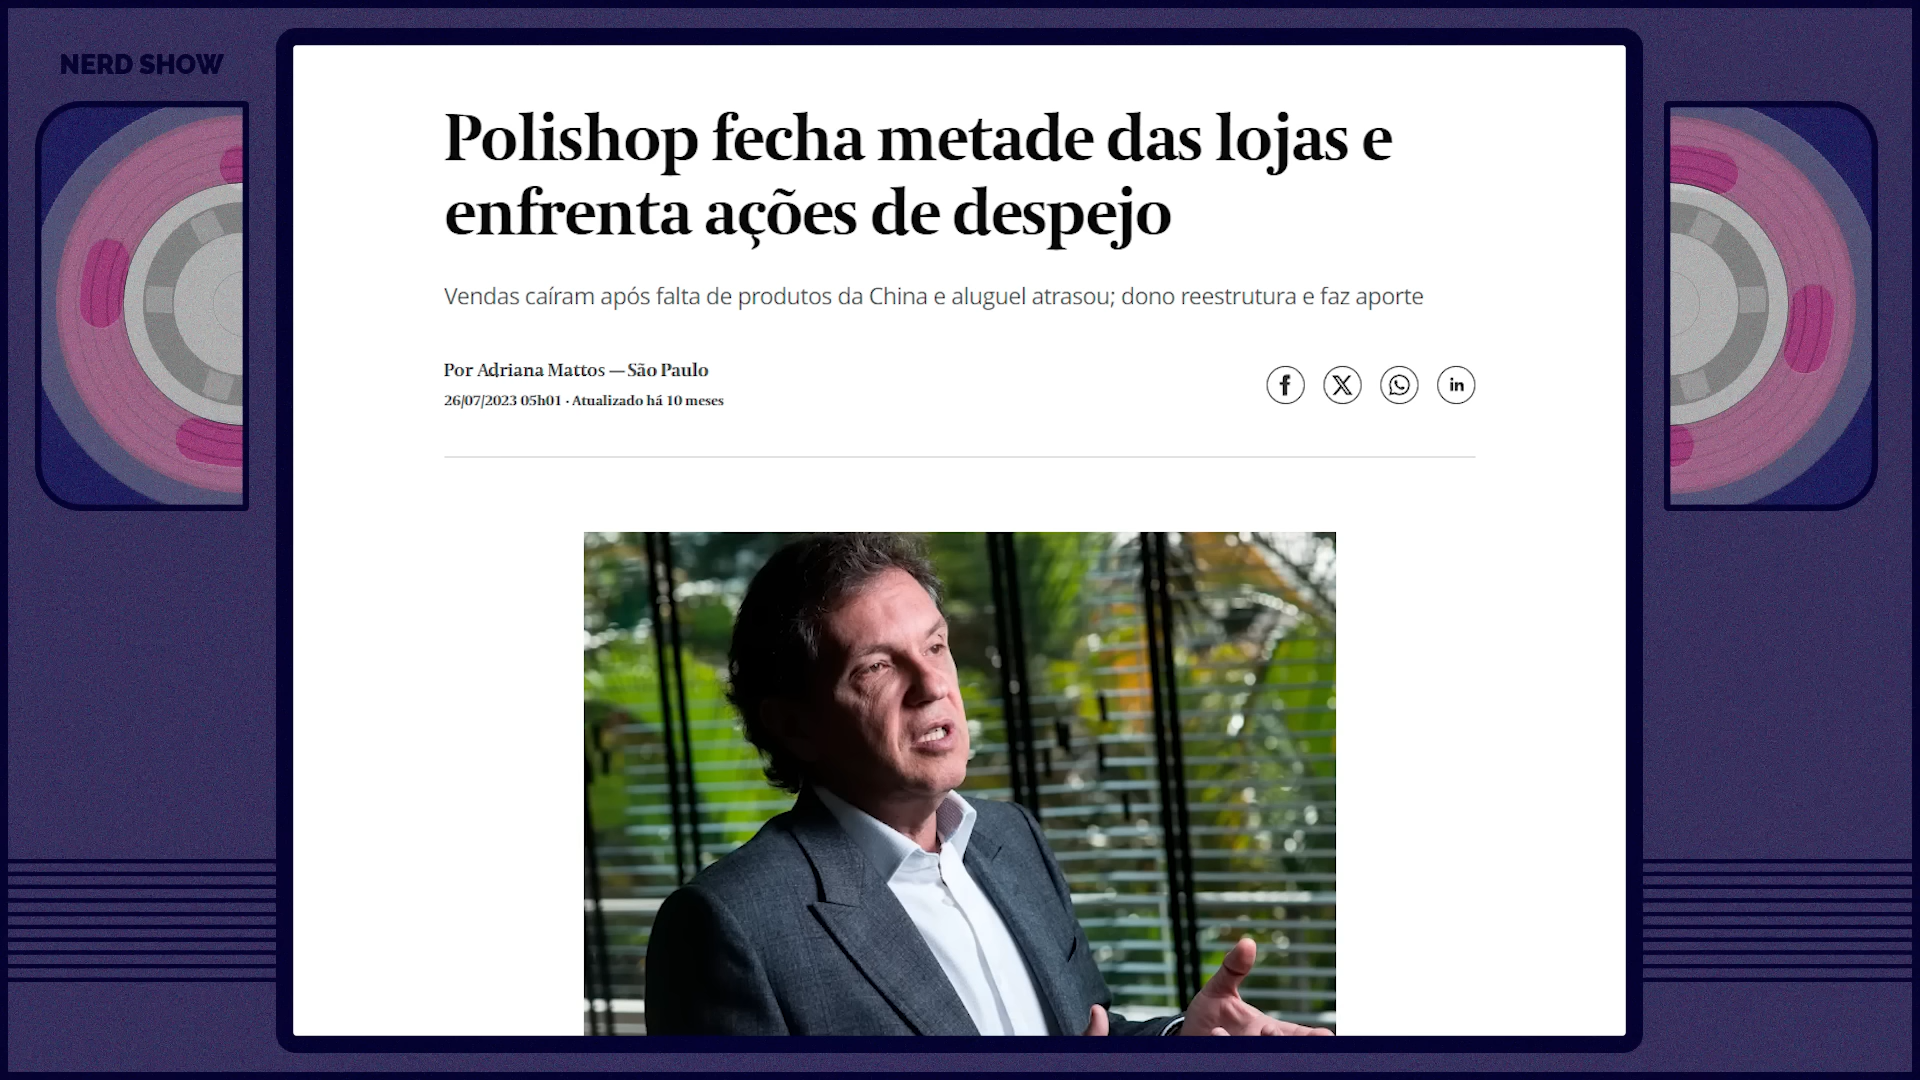 NERD SHOW
Polishop fecha metade das lojas e
enfrenta ações de despejo
Vendas caíram após falta de produtos da China e aluguel atrasou; dono reestrutura e faz aporte
Por Adriana Mattos — São Paulo
26/07/2023 05h01 · Atualizado há 10 meses